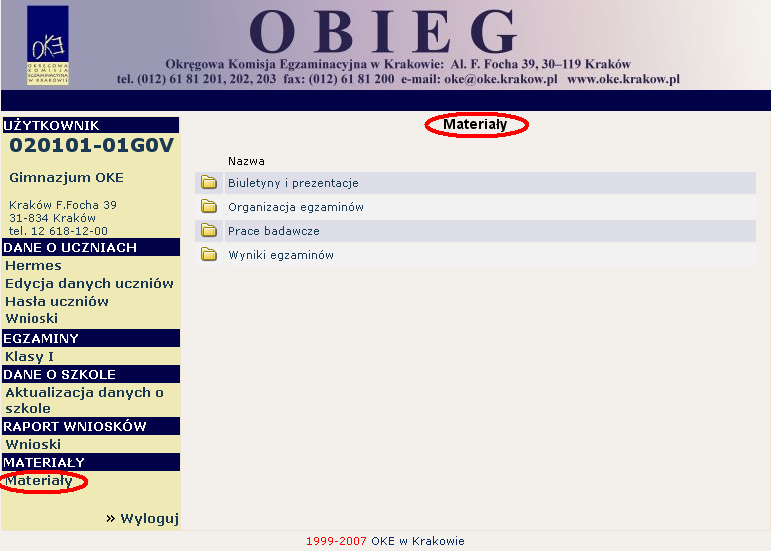 OKE
OKRĘGOWA
KOMISJA
EGZAMINACYJNA
W KRAKOWIE
OBIEG
Okręgowa Komisja Egzaminacyjna w Krakowie: Al. F. Focha 39, 30–119 Kraków
tel. (012) 61 81 201, 202, 203 fax: (012) 61 81 200 e-mail: oke@oke.krakow.pl www.oke.krakow.pl
UŻYTKOWNIK
020101-01G0V
Gimnazjum OKE
Kraków F.Focha 39
31-834 Kraków
tel. 12 618-12-00
DANE O UCZNIACH
Hermes
Edycja danych uczniów
Hasła uczniów
Wnioski
EGZAMINY
Klasy I
DANE O SZKOLE
Aktualizacja danych o
szkole
RAPORT WNIOSKÓW
Wnioski
MATERIAŁY
Materiały
» Wyloguj
Materiały
Nazwa
Biuletyny i prezentacje
Organizacja egzaminów
Prace badawcze
Wyniki egzaminów
1999-2007 OKE w Krakowie